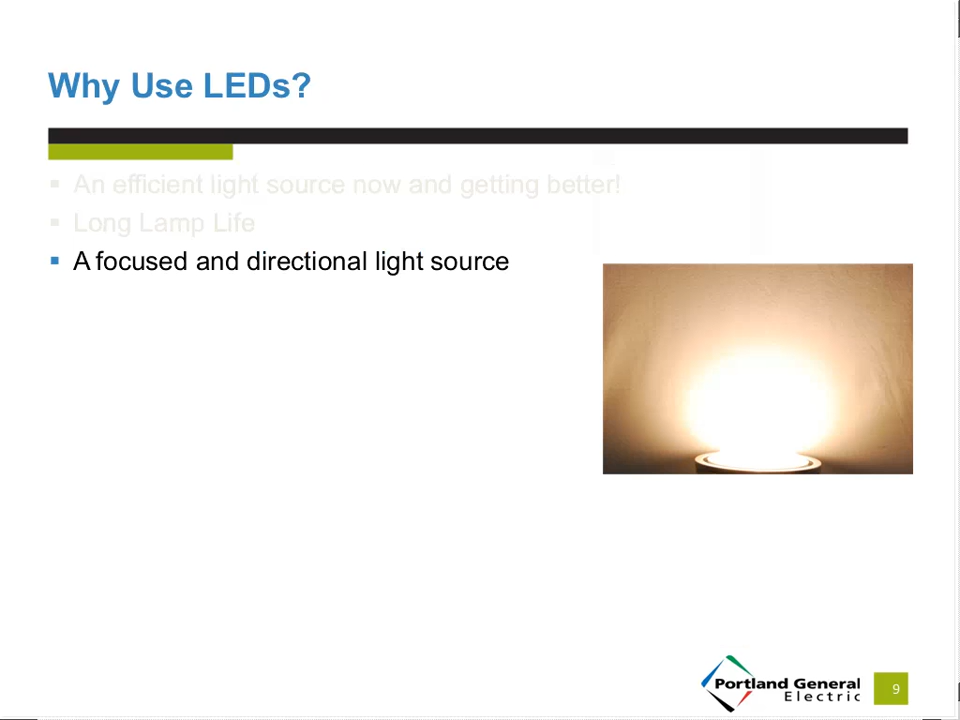 Why Use LEDs?
An efficient light source now and getting better!
Long Lamp Life
A focused and directional light source
Portland General
Electric
9